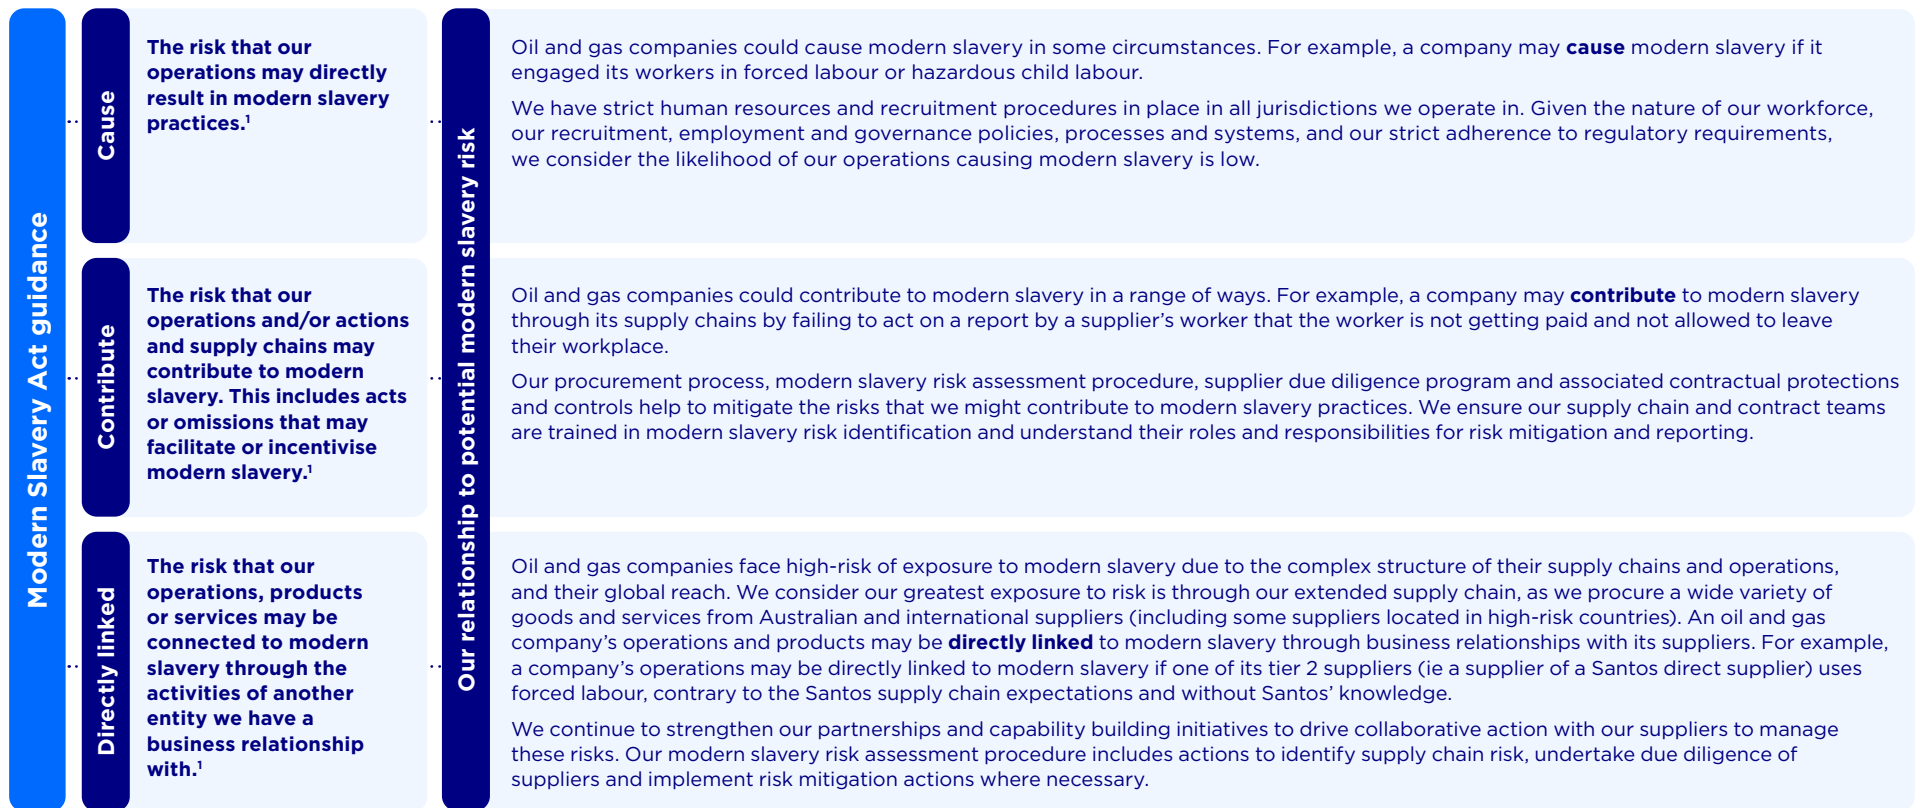 Modern Slavery Act guidance
Cause
The risk that our
operations may directly
result in modern slavery
practices.¹
Our relationship to potential modern slavery risk
Oil and gas companies could cause modern slavery in some circumstances. For example, a company may cause modern slavery if it
engaged its workers in forced labour or hazardous child labour.
We have strict human resources and recruitment procedures in place in all jurisdictions we operate in. Given the nature of our workforce,
our recruitment, employment and governance policies, processes and systems, and our strict adherence to regulatory requirements,
we consider the likelihood of our operations causing modern slavery is low.
Contribute
The risk that our
operations and/or actions
and supply chains may
contribute to modern
slavery. This includes acts
or omissions that may
facilitate or incentivise
modern slavery.¹
Oil and gas companies could contribute to modern slavery in a range of ways. For example, a company may contribute to modern slavery
through its supply chains by failing to act on a report by a supplier’s worker that the worker is not getting paid and not allowed to leave
their workplace.
Our procurement process, modern slavery risk assessment procedure, supplier due diligence program and associated contractual protections
and controls help to mitigate the risks that we might contribute to modern slavery practices. We ensure our supply chain and contract teams
are trained in modern slavery risk identification and understand their roles and responsibilities for risk mitigation and reporting.
Directly linked
The risk that our
operations, products
or services may be
connected to modern
slavery through the
activities of another
entity we have a
business relationship
with.¹
Oil and gas companies face high-risk of exposure to modern slavery due to the complex structure of their supply chains and operations,
and their global reach. We consider our greatest exposure to risk is through our extended supply chain, as we procure a wide variety of
goods and services from Australian and international suppliers (including some suppliers located in high-risk countries). An oil and gas
company’s operations and products may be directly linked to modern slavery through business relationships with its suppliers. For example,
a company’s operations may be directly linked to modern slavery if one of its tier 2 suppliers (ie a supplier of a Santos direct supplier) uses
forced labour, contrary to the Santos supply chain expectations and without Santos’ knowledge.
We continue to strengthen our partnerships and capability building initiatives to drive collaborative action with our suppliers to manage
these risks. Our modern slavery risk assessment procedure includes actions to identify supply chain risk, undertake due diligence of
suppliers and implement risk mitigation actions where necessary.